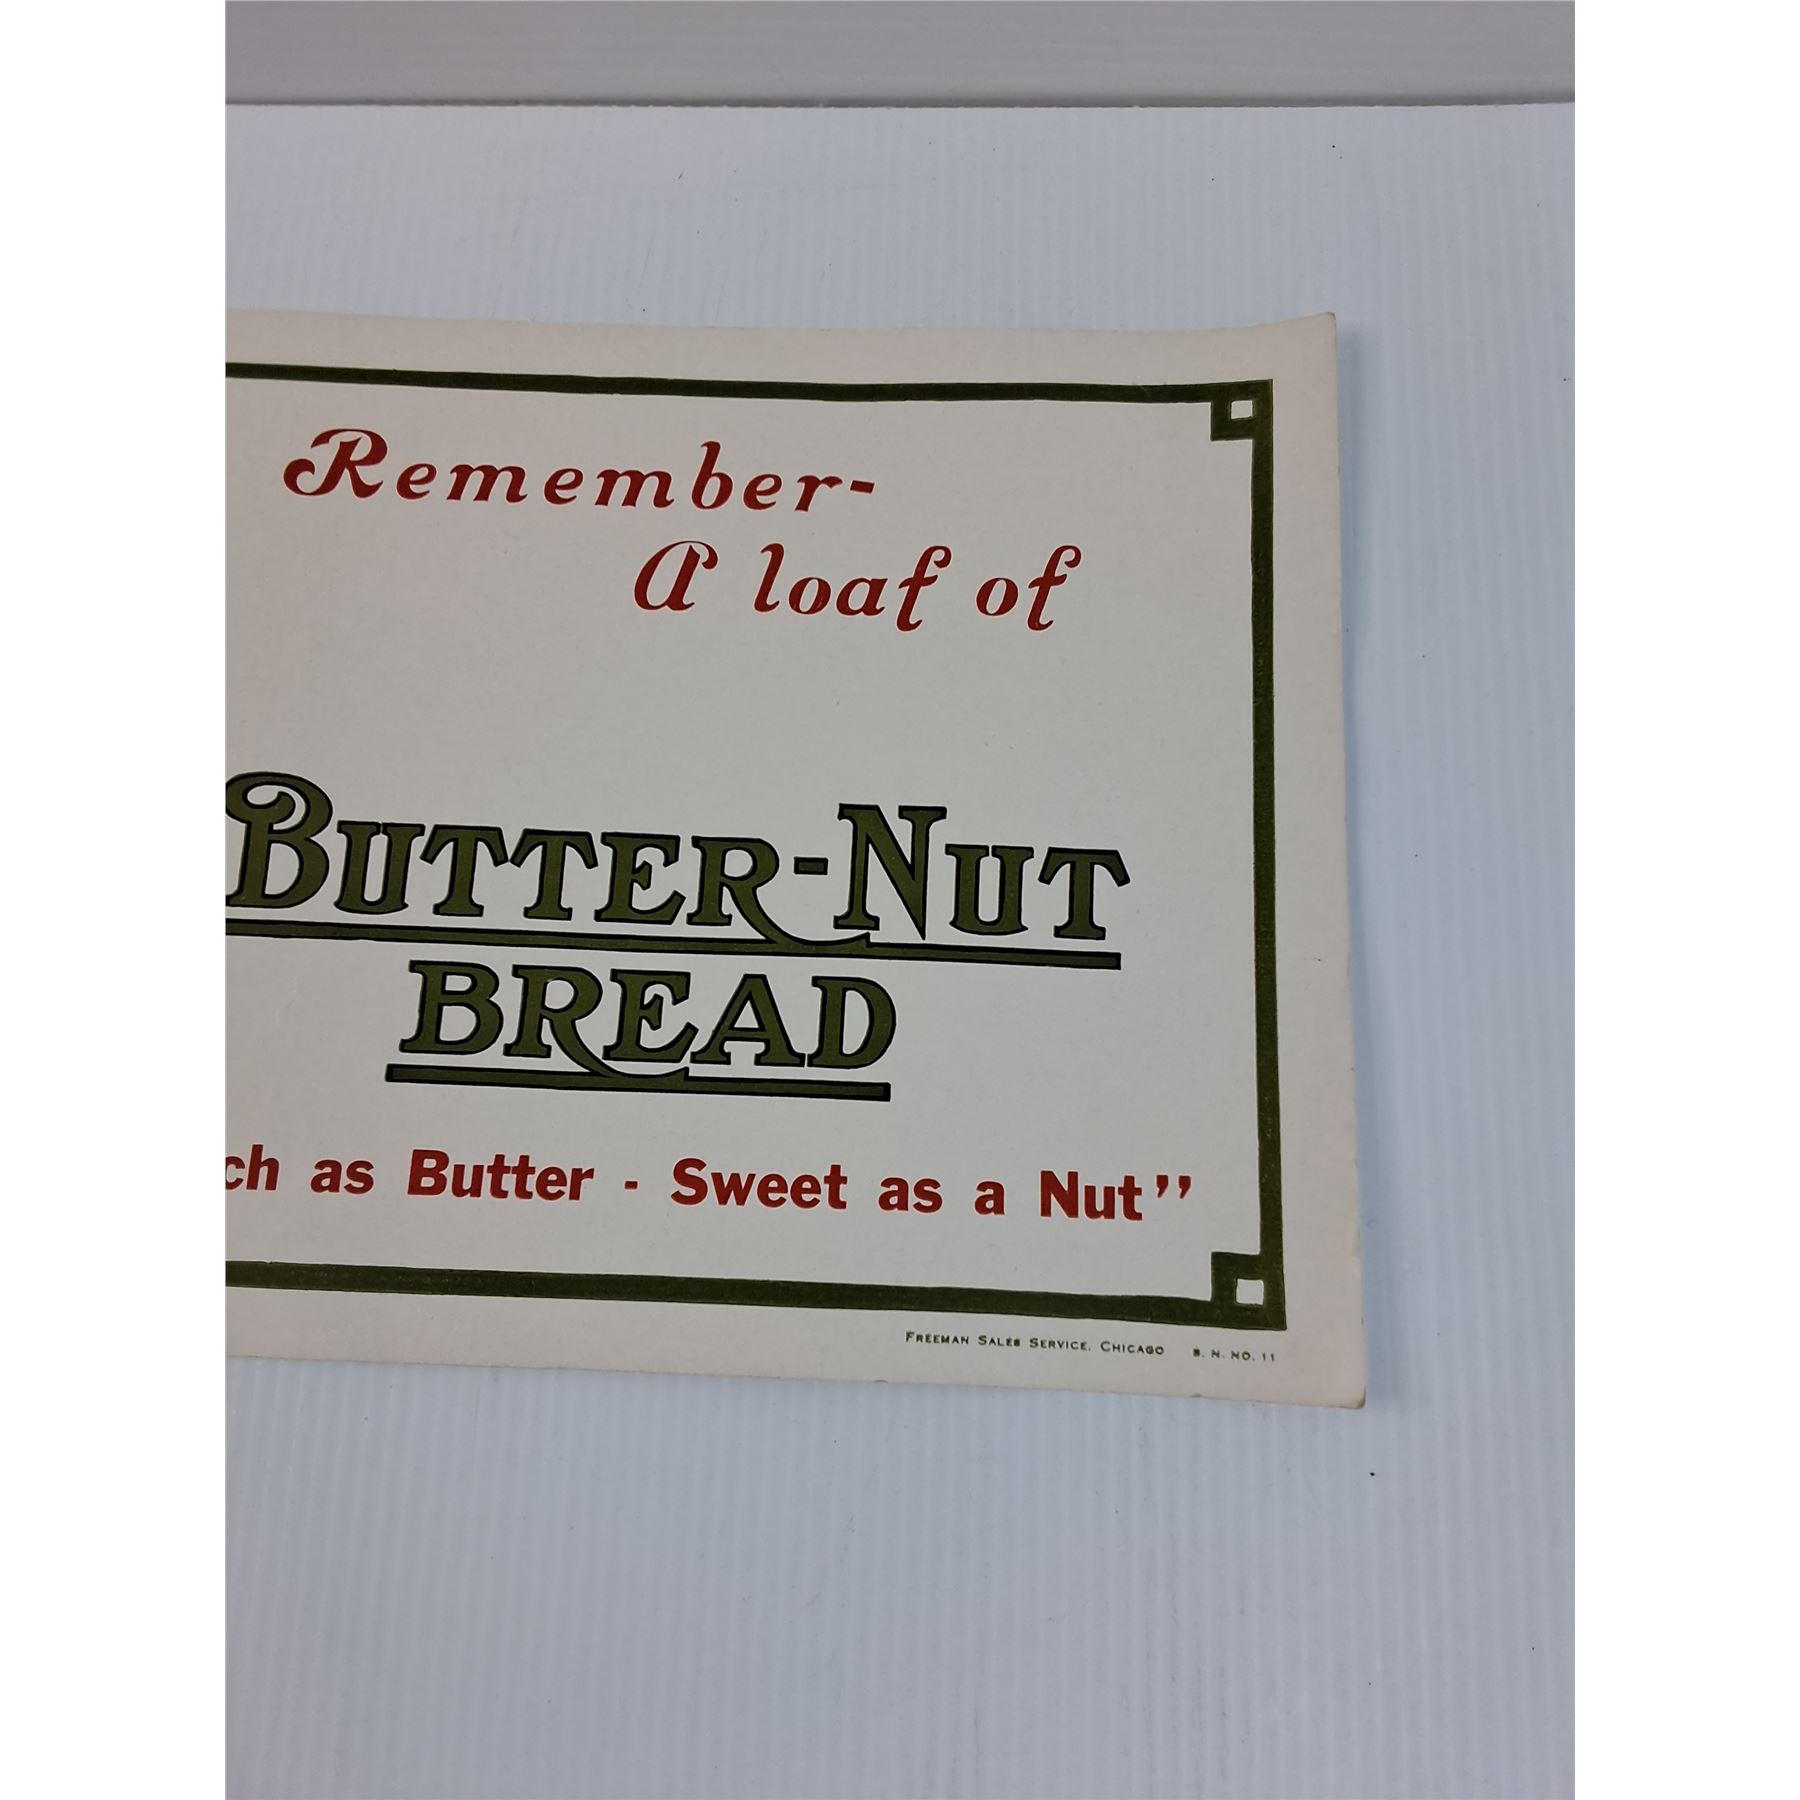 Remember-
A loaf of
BUTTER-NUT
BREAD
ch as Butter - Sweet as a Nut”
FREEMAN SALES SERVICE, CHICAGO B. N. NO. 11